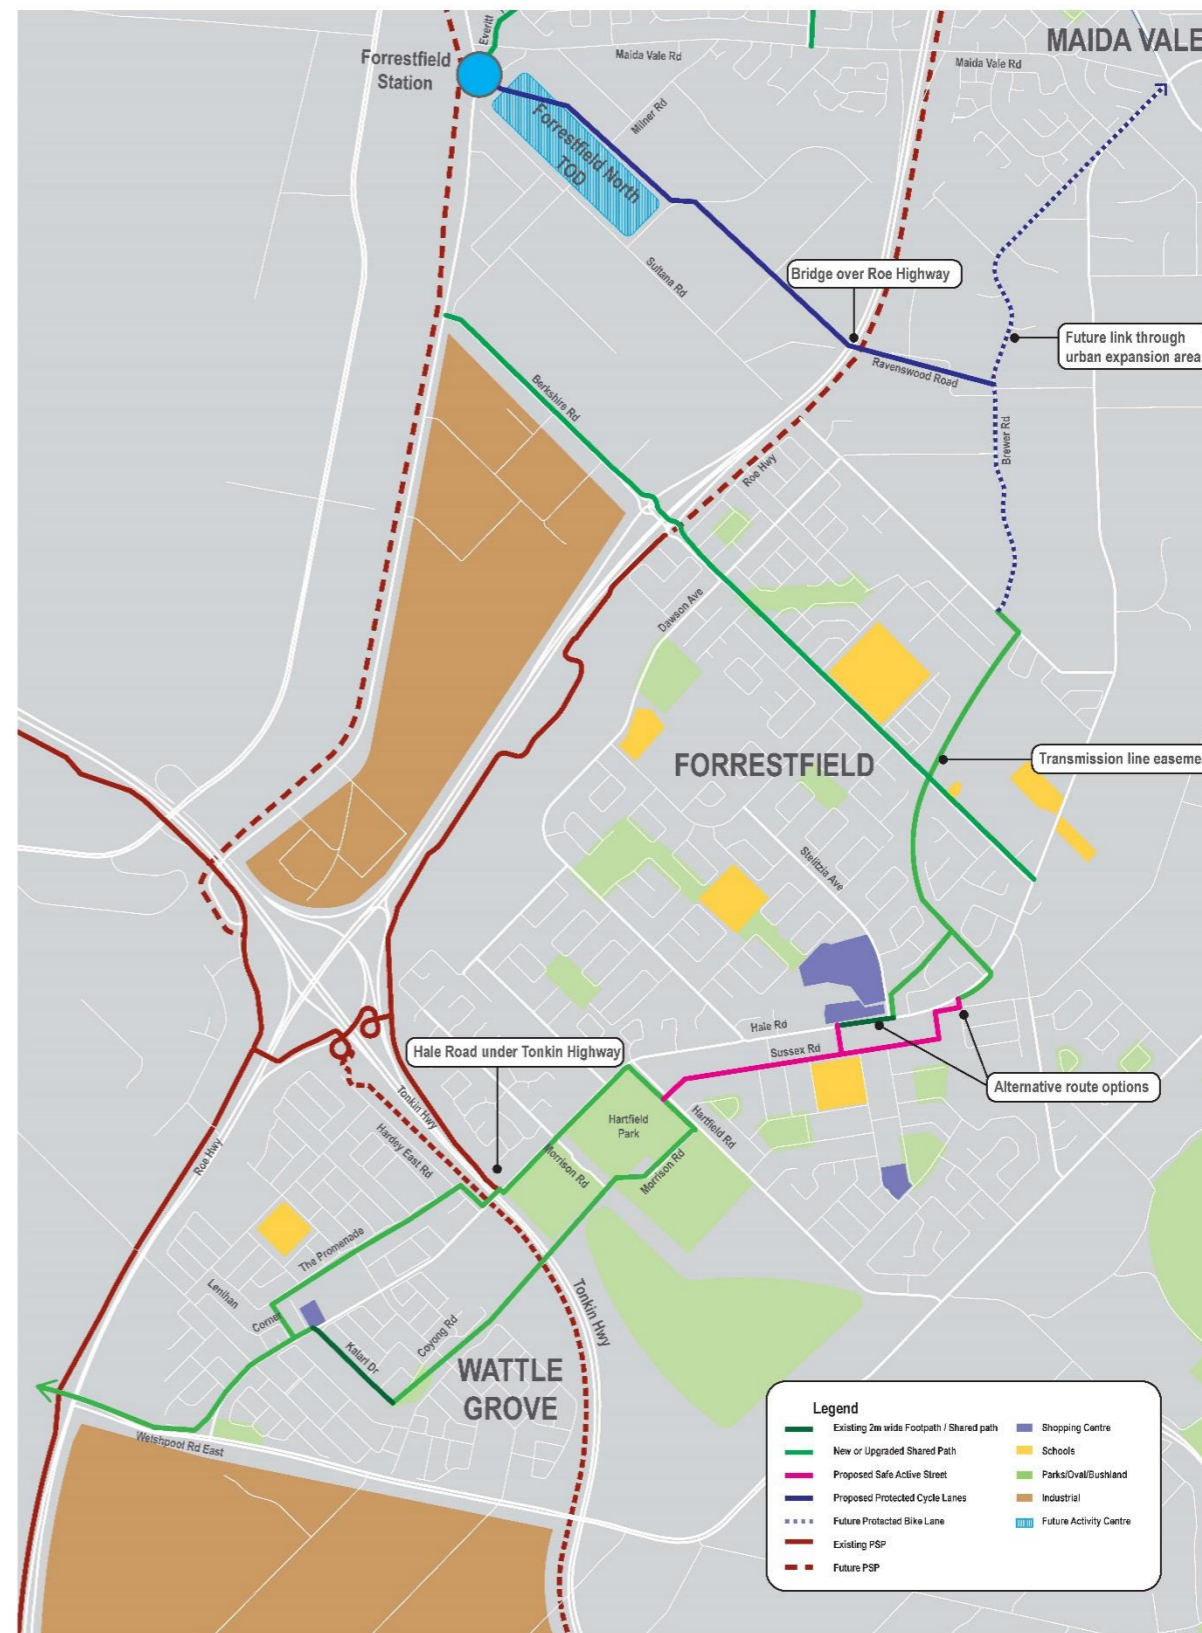 Everitt
MAIDA VALE
Forrestfield
Station
Maida Vale Rd
Maida Vale Rd
Forrestfield North
TOD
Milner Rd
Sultana Rd
Bridge over Roe Highway
Future link through
urban expansion area
Ravenswood Road
Berkshire Rd
Brewer Rd
Roe Hwy
Dawson Ave
FORRESTFIELD
Transmission line easeme
Strelitzia Ave
Hale Rd
Sussex Rd
Hale Road under Tonkin Highway
Alternative route options
Tonkin Hwy
Hartfield
Park
Hartfield Rd
Hardey East Rd
Morrison Rd
Morrison Rd
Roe Hwy
The Promenade
Lenihan
Corner
Kalari Dr
Coyong Rd
Tonkin Hwy
WATTLE
GROVE
Welshpool Rd East
Legend
Existing 2m wide Footpath / Shared path
New or Upgraded Shared Path
Proposed Safe Active Street
Proposed Protected Cycle Lanes
Future Protected Bike Lane
Existing PSP
Future PSP
Shopping Centre
Schools
Parks/Oval/Bushland
Industrial
Future Activity Centre